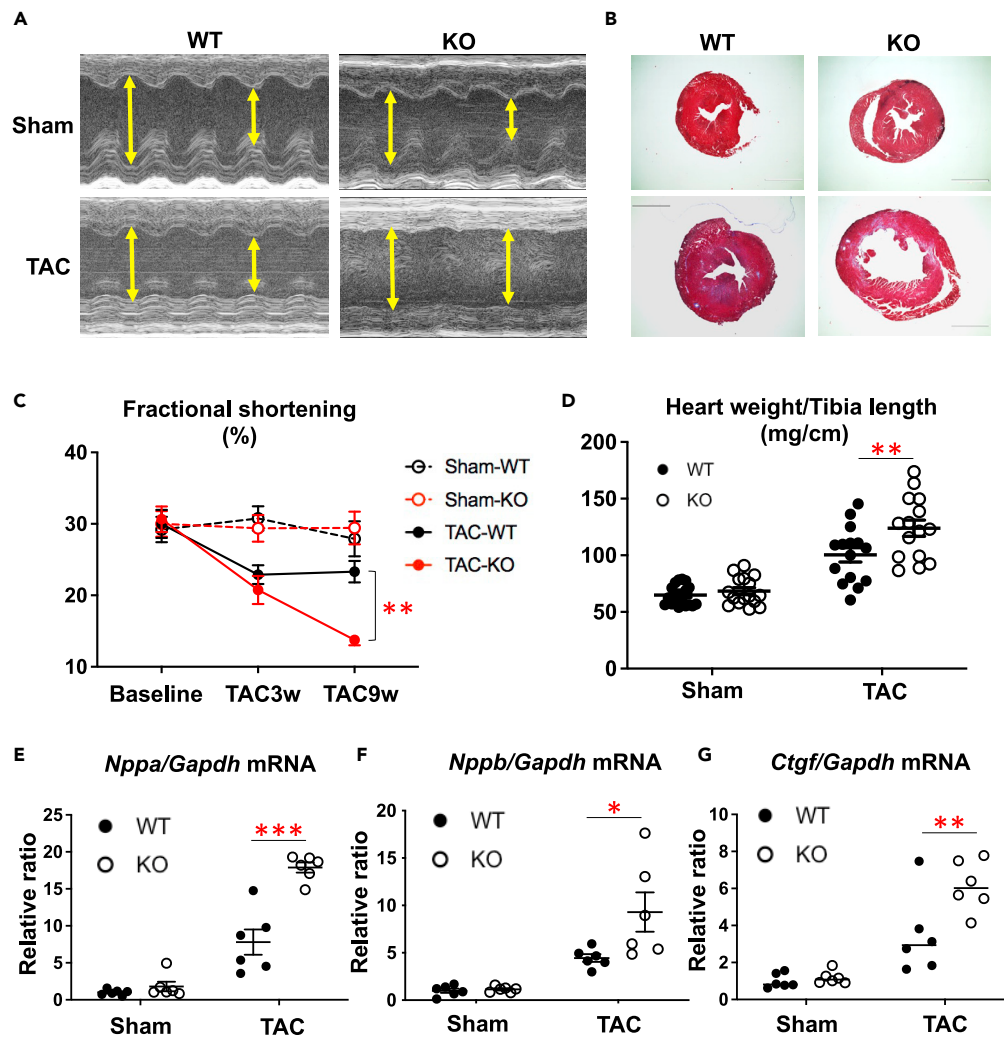 A
WT
KO
Sham
TAC
B
WT
KO
C
Fractional shortening
(%)
40
30
20
10
Baseline
TAC3w
TAC9w
Sham-WT
Sham-KO
TAC-WT
TAC-KO
**
D
Heart weight/Tibia length
(mg/cm)
200
150
100
50
0
WT
KO
**
Sham
TAC
E
Nppa/Gapdh mRNA
Relative ratio
25
20
15
10
5
0
WT
KO
***
Sham
TAC
F
Nppb/Gapdh mRNA
Relative ratio
20
15
10
5
0
WT
KO
*
Sham
TAC
G
Ctgf/Gapdh mRNA
Relative ratio
10
8
6
4
2
0
WT
KO
**
Sham
TAC